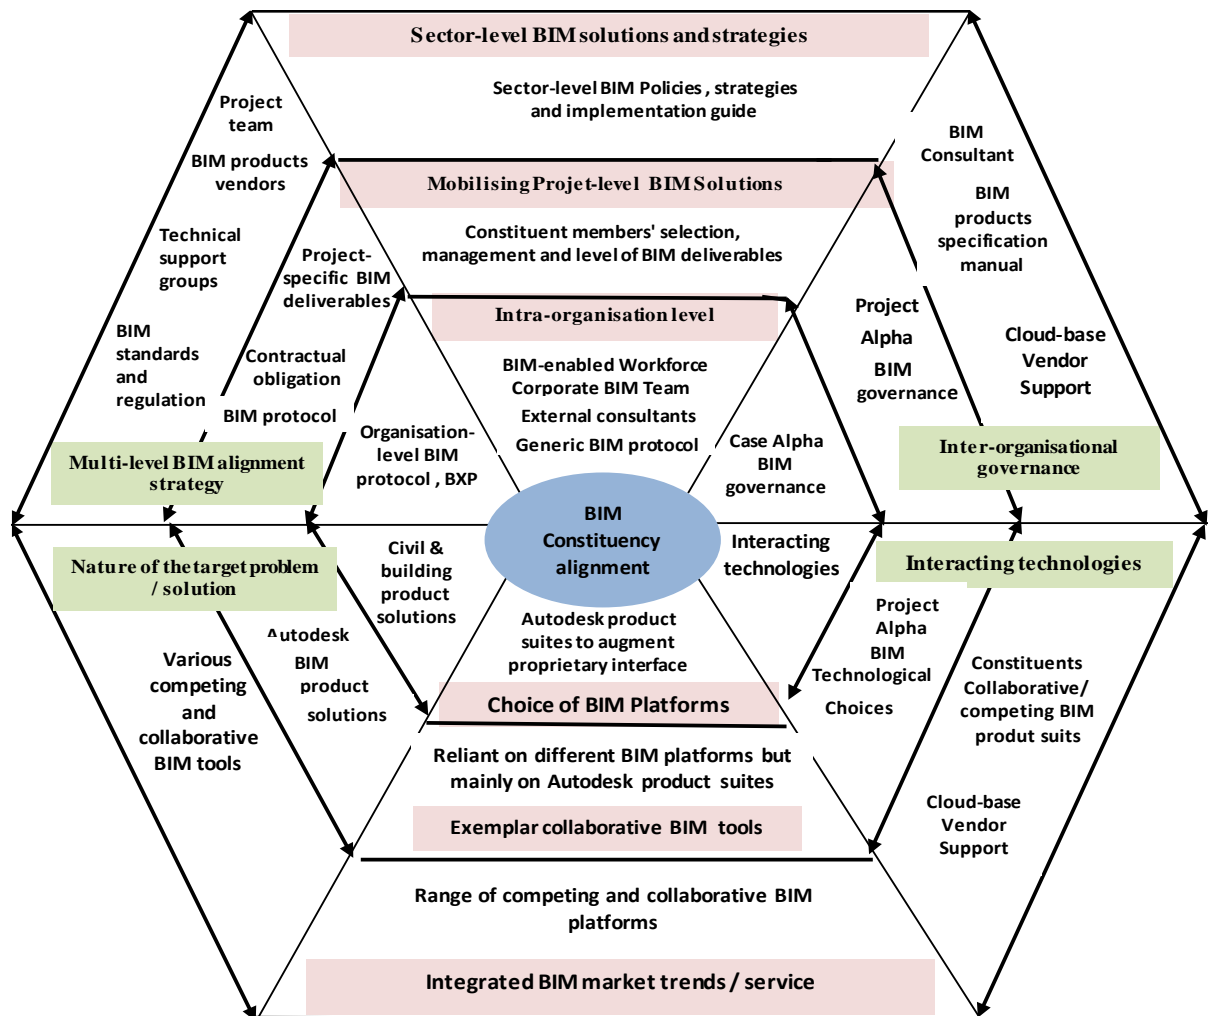 Sector-level BIM solutions and strategies
Sector-level BIM Policies , strategies
and implementation guide
Project
team
BIM products
vendors
Technical
support
groups
BIM
standards
and
regulation
Mobilising Projet-level BIM Solutions
Constituent members' selection,
management and level of BIM deliverables
Project-
specific BIM
deliverables
Contractual
obligation
BIM protocol
Intra-organisation level
BIM-enabled Workforce
Corporate BIM Team
External consultants
Generic BIM protocol
Organisation-
level BIM
protocol , BXP
Case Alpha
BIM
governance
Project
Alpha
BIM
governance
BIM
Consultant
BIM
products
specification
manual
Cloud-base
Vendor
Support
Multi-level BIM alignment
strategy
Inter-organisational
governance
BIM
Constituency
alignment
Nature of the target problem
/ solution
Interacting technologies
Civil &
building
product
solutions
Interacting
technologies
Autodesk product
suites to augment
proprietary interface
Autodesk
BIM
product
solutions
Various
competing
and
collaborative
BIM tools
Project
Alpha
BIM
Technological
Choices
Constituents
Collaborative/
competing BIM
produt suits
Cloud-base
Vendor
Support
Choice of BIM Platforms
Reliant on different BIM platforms but
mainly on Autodesk product suites
Exemplar collaborative BIM tools
Range of competing and collaborative BIM
platforms
Integrated BIM market trends / service